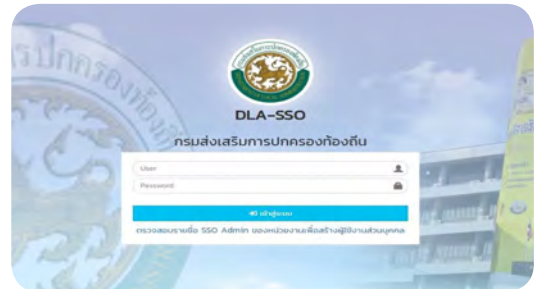 DLA-SSO
กรมส่งเสริมการปกครองท้องถิ่น
User
Password
เข้าสู่ระบบ
ตรวจสอบรายชื่อ SSO Admin ของหน่วยงานเพื่อสร้างผู้ใช้งานส่วนบุคคล